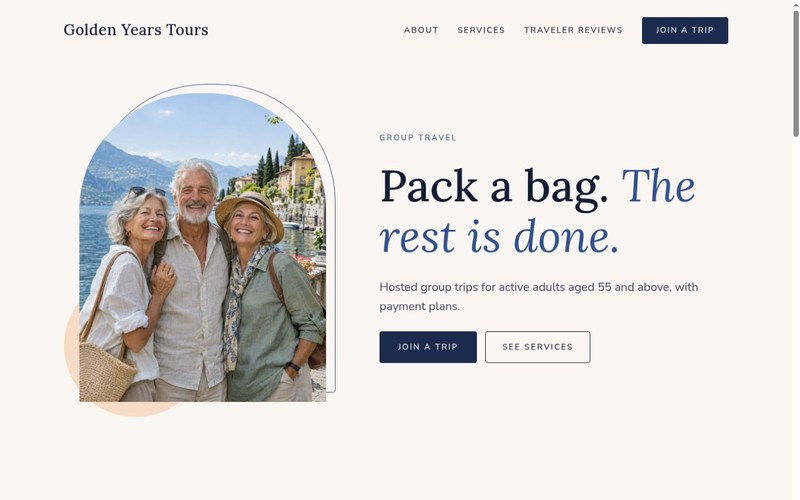 Golden Years Tours
ABOUT
SERVICES
TRAVELER REVIEWS
JOIN A TRIP
GROUP TRAVEL
Pack a bag. The
rest is done.
Hosted group trips for active adults aged 55 and above, with
payment plans.
JOIN A TRIP
SEE SERVICES